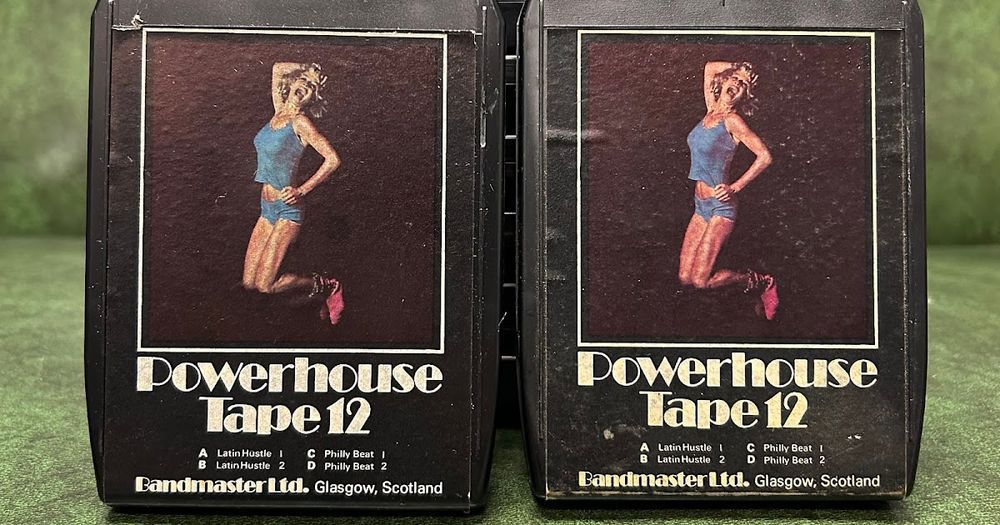 Powerhouse
Tape 12
A Latin Hustle 1 C Philly Beat 1
B Latin Hustle 2 D Philly Beat 2
Bandmaster Ltd. Glasgow, Scotland
Powerhouse
Tape 12
A Latin Hustle 1 C Philly Beat 1
B Latin Hustle 2 D Philly Beat 2
Bandmaster Ltd. Glasgow, Scotland